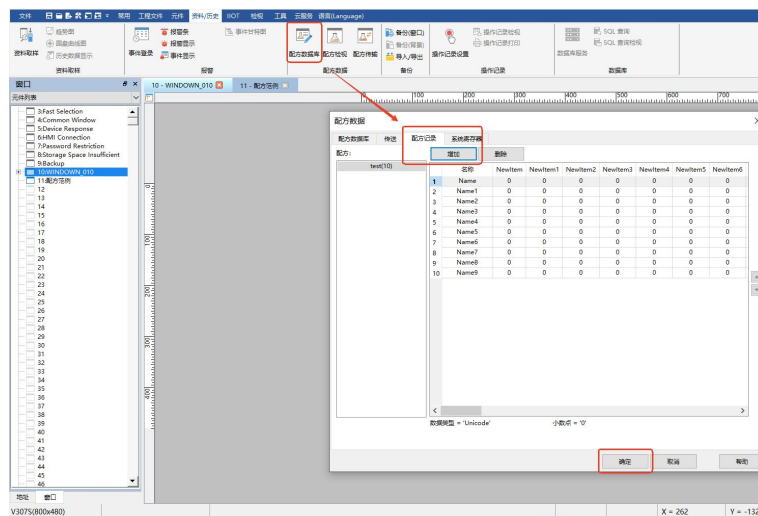 文件 常用 工程文件 元件 资料/历史 IIOT 检视 工具 云服务 语言(Language)
资料取样
趋势图
圆盘曲线图
历史数据显示
资料取样
事件登录
报警条
报警显示
事件显示
事件甘特图
报警
配方数据库 配方检视 配方传输
配方数据
备份(窗口)
备份(背景)
导入/导出
备份
操作记录设置
操作记录检视
操作记录打印
操作记录
数据库服务
SQL 查询
SQL 查询检视
数据库
窗口
元件列表
3:Fast Selection
4:Common Window
5:Device Response
6:HMI Connection
7:Password Restriction
8:Storage Space Insufficient
9:Backup
10:WINDOWN_010
11:配方范例
12
13
14
15
16
17
18
19
20
21
22
23
24
25
26
27
28
29
30
31
32
33
34
35
36
37
38
39
40
41
42
43
44
45
46
地址 窗口
10 - WINDOWN_010 11 - 配方范例
0 100 200 300 400 500 600 700
0
100
200
300
400
配方数据
配方数据库 传送 配方记录 系统寄存器
配方:
test(10)
增加 删除
名称 NewItem NewItem1 NewItem2 NewItem3 NewItem4 NewItem5 NewItem6
1 Name 0 0 0 0 0 0 0
2 Name1 0 0 0 0 0 0 0
3 Name2 0 0 0 0 0 0 0
4 Name3 0 0 0 0 0 0 0
5 Name4 0 0 0 0 0 0 0
6 Name5 0 0 0 0 0 0 0
7 Name6 0 0 0 0 0 0 0
8 Name7 0 0 0 0 0 0 0
9 Name8 0 0 0 0 0 0 0
10 Name9 0 0 0 0 0 0 0
数据类型 = 'Unicode' 小数点 = '0'
确定 取消 帮助
V307S(800x480) X = 262 Y = -132